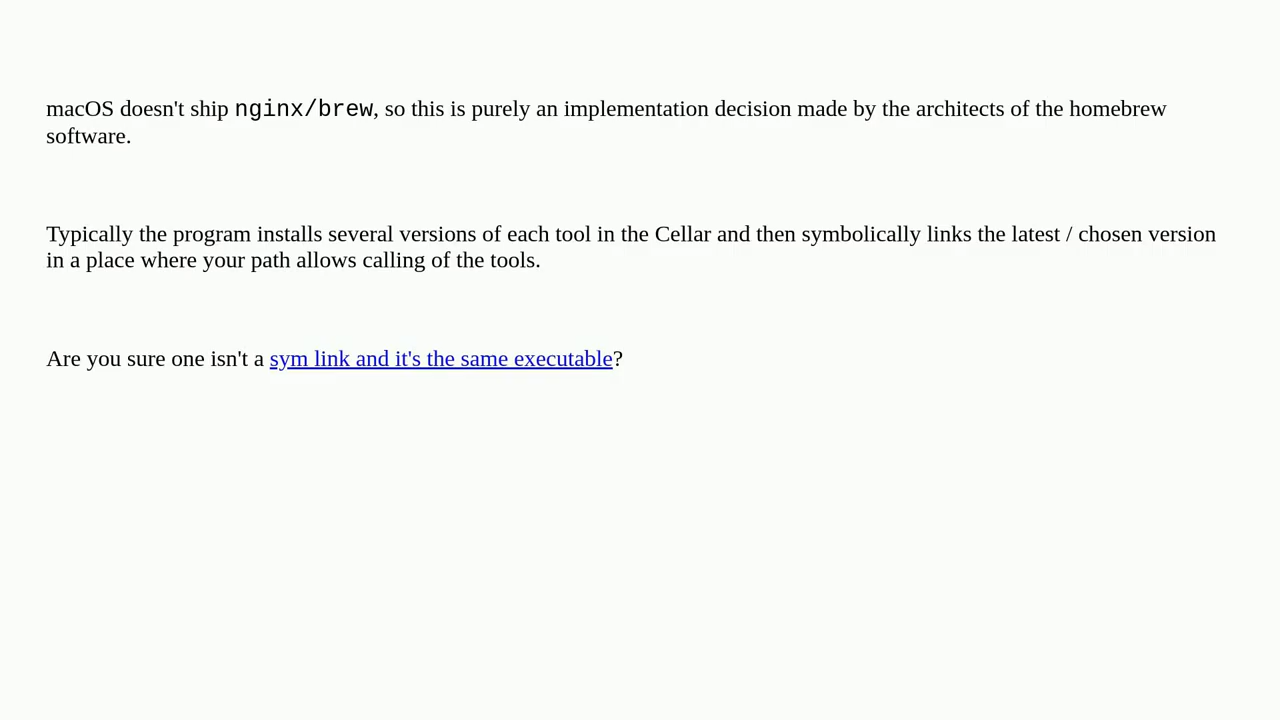 macOS doesn't ship nginx/brew, so this is purely an implementation decision made by the architects of the homebrew
software.
Typically the program installs several versions of each tool in the Cellar and then symbolically links the latest / chosen version
in a place where your path allows calling of the tools.
Are you sure one isn't a sym link and it's the same executable?